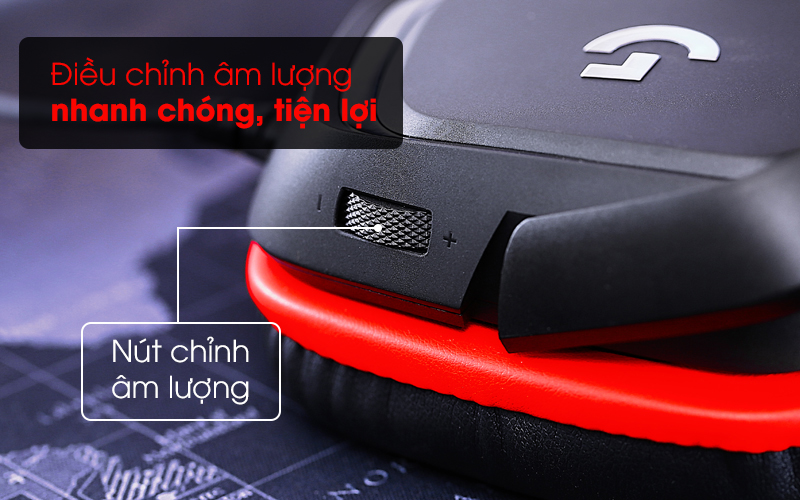 Điều chỉnh âm lượng
nhanh chóng, tiện lợi
Nút chỉnh
âm lượng